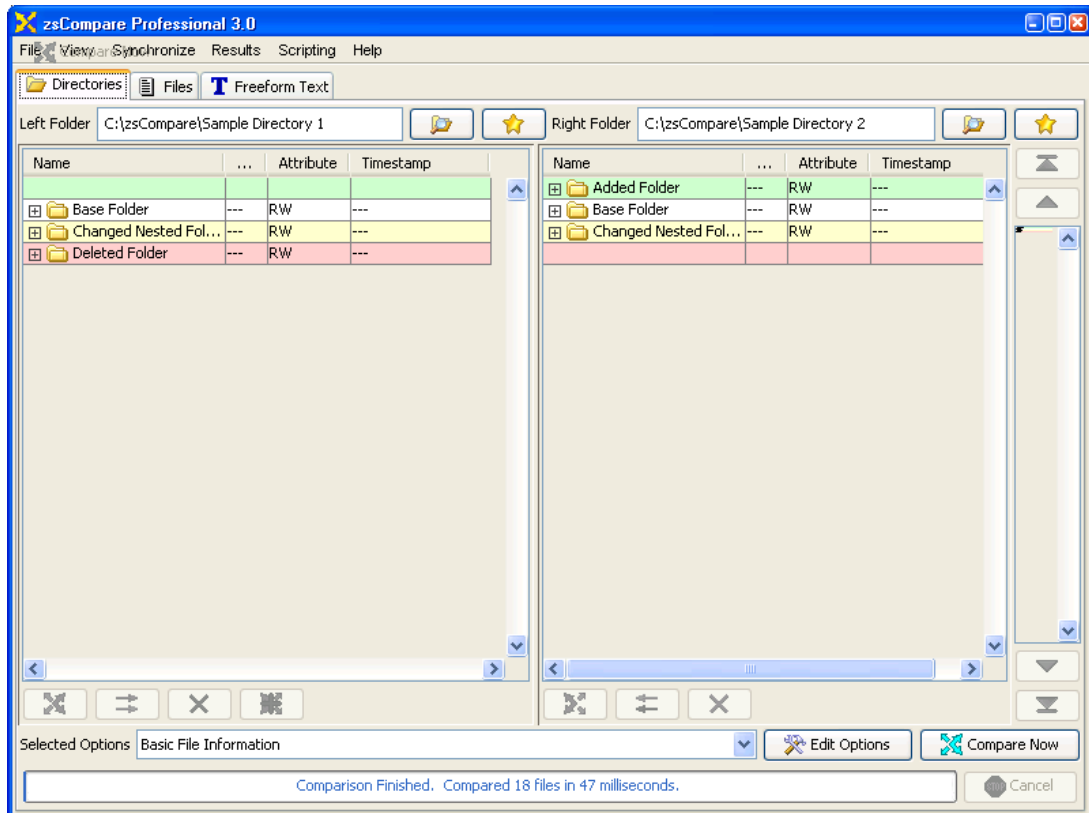 zsCompare Professional 3.0
File View Synchronize Results Scripting Help
Directories Files T Freeform Text
Left Folder C:\zsCompare\Sample Directory 1 Right Folder C:\zsCompare\Sample Directory 2
Name ... Attribute Timestamp Name ... Attribute Timestamp
Added Folder --- RW ---
Base Folder --- RW --- Base Folder --- RW ---
Changed Nested Fol... --- RW --- Changed Nested Fol... --- RW ---
Deleted Folder --- RW ---
Selected Options Basic File Information Edit Options Compare Now
Comparison Finished. Compared 18 files in 47 milliseconds. STOP Cancel